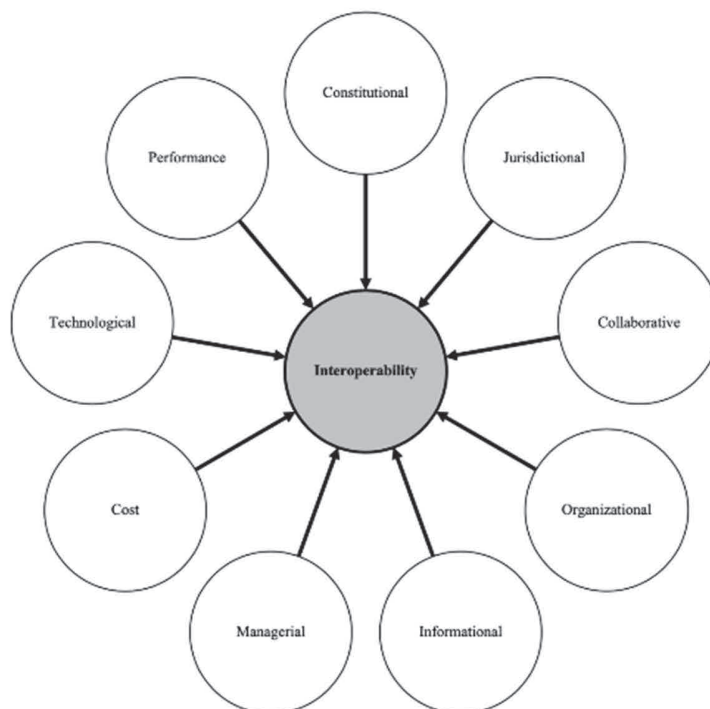 Constitutional
Performance
Jurisdictional
Technological
Collaborative
Interoperability
Cost
Organizational
Managerial
Informational